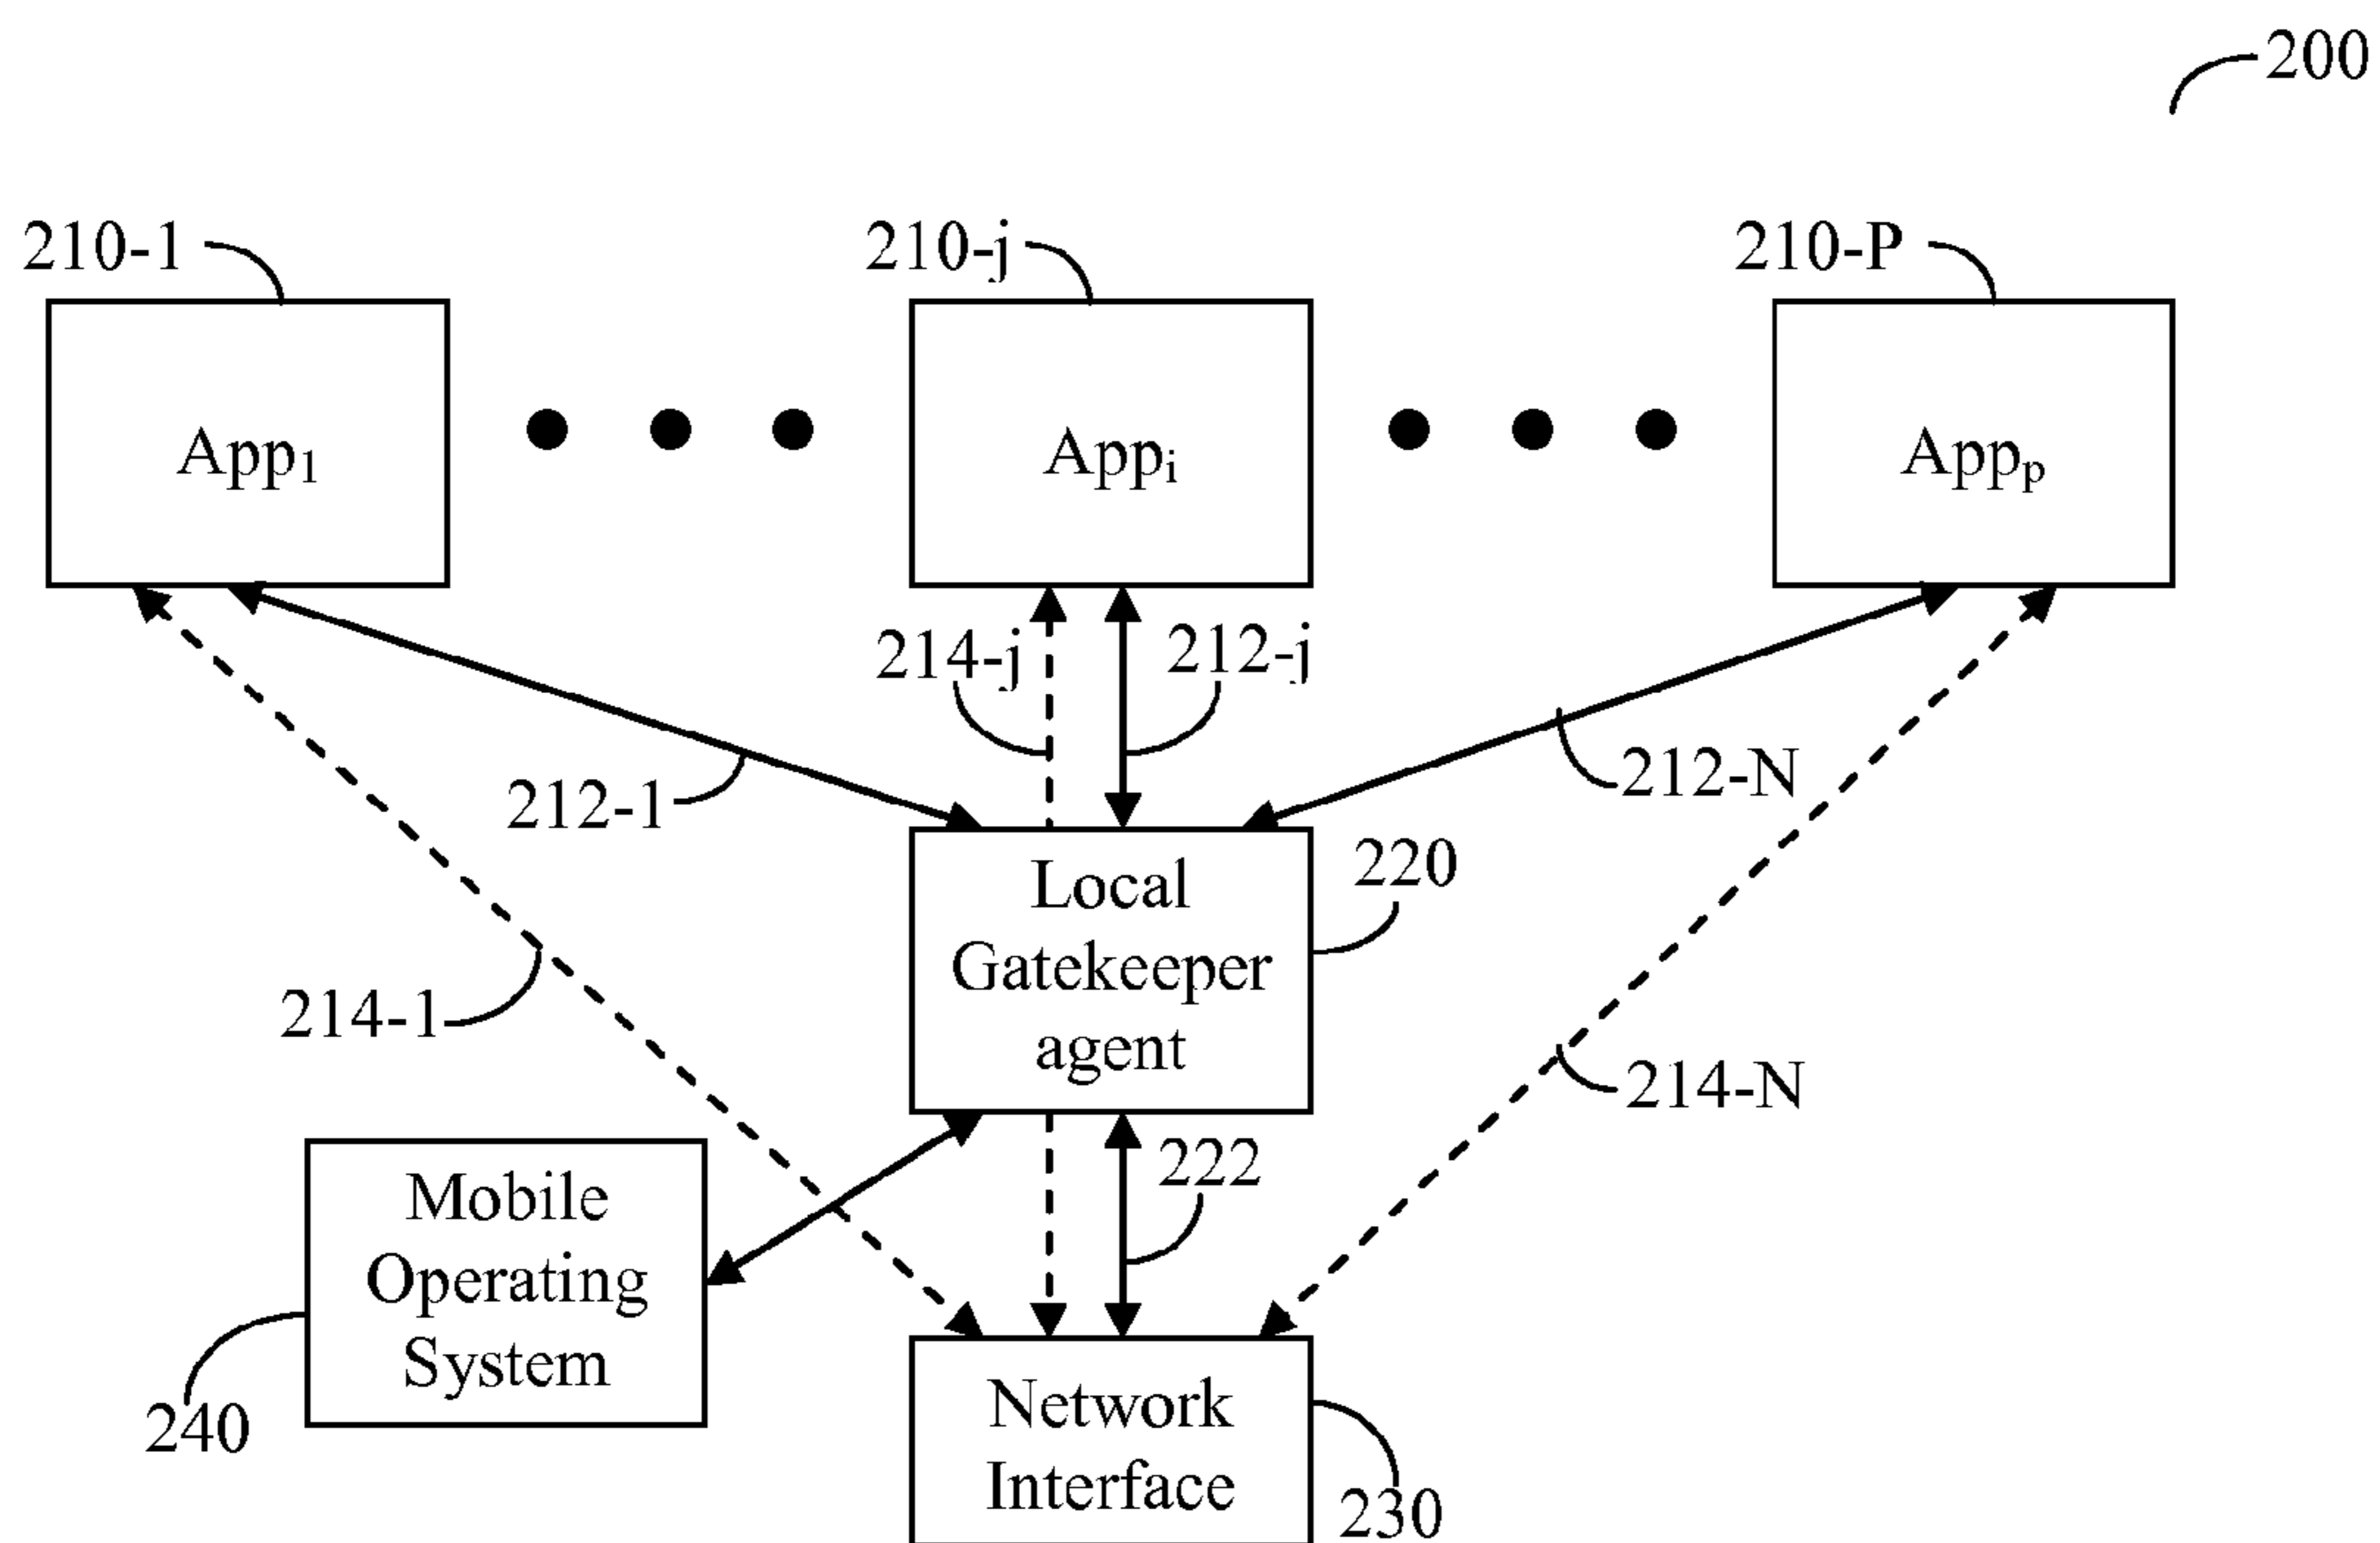 200
210-1
210-j
210-P
App1
Appi
Appp
214-j
212-j
212-1
212-N
Local
Gatekeeper
agent
220
214-1
214-N
222
Mobile
Operating
System
240
Network
Interface
230